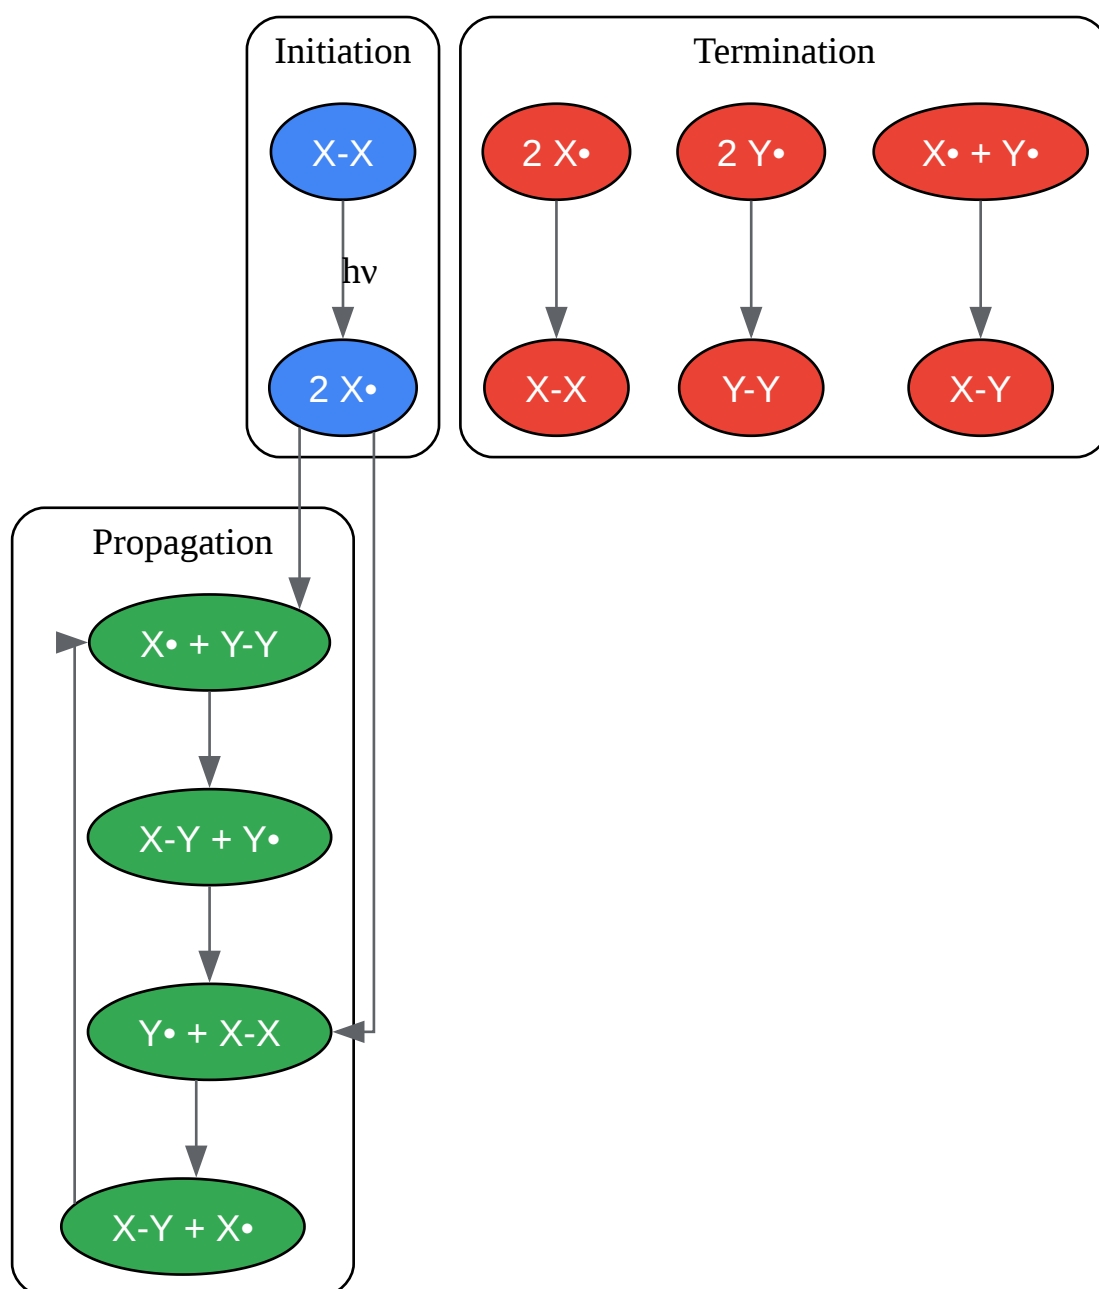 Initiation
X-X
hν
2 X•
Termination
2 X•
2 Y•
X• + Y•
X-X
Y-Y
X-Y
Propagation
X• + Y-Y
X-Y + Y•
Y• + X-X
X-Y + X•